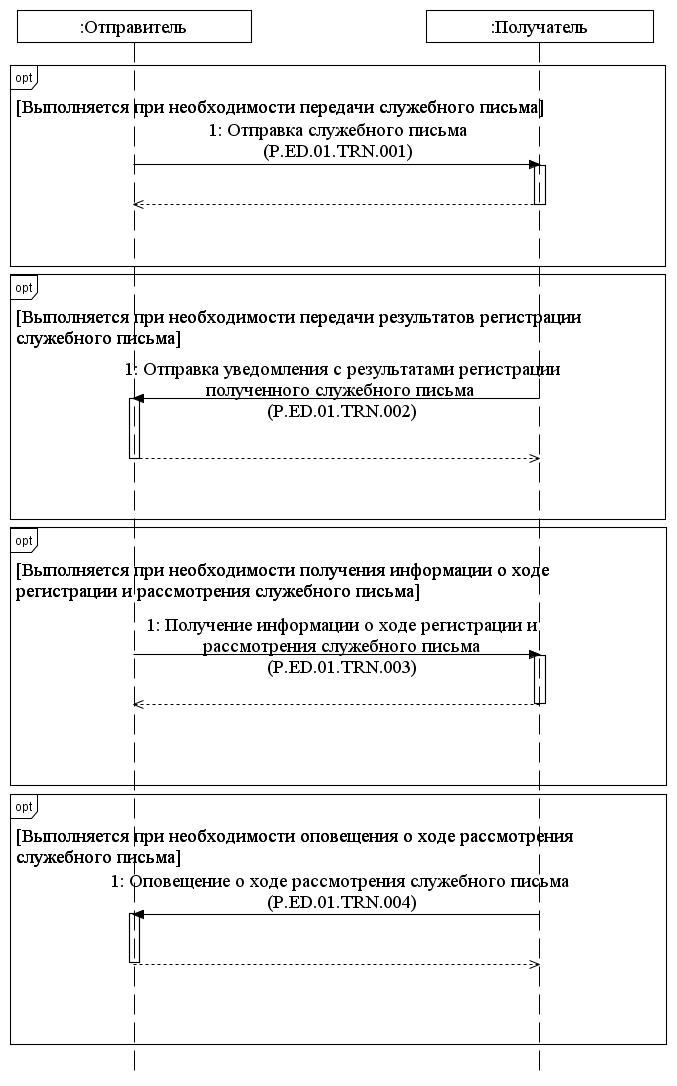 :Отправитель
:Получатель
opt
[Выполняется при необходимости передачи служебного письма]
1: Отправка служебного письма
(P.ED.01.TRN.001)
opt
[Выполняется при необходимости передачи результатов регистрации
служебного письма]
1: Отправка уведомления с результатами регистрации
полученного служебного письма
(P.ED.01.TRN.002)
opt
[Выполняется при необходимости получения информации о ходе
регистрации и рассмотрения служебного письма]
1: Получение информации о ходе регистрации и
рассмотрения служебного письма
(P.ED.01.TRN.003)
opt
[Выполняется при необходимости оповещения о ходе рассмотрения
служебного письма]
1: Оповещение о ходе рассмотрения служебного письма
(P.ED.01.TRN.004)